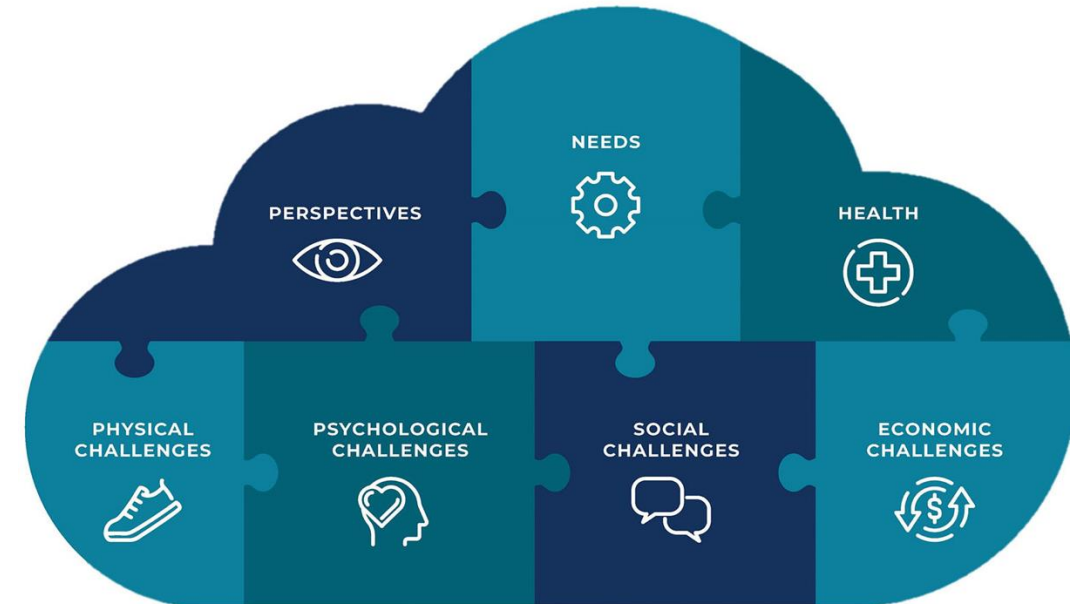 NEEDS
PERSPECTIVES
HEALTH
PHYSICAL
CHALLENGES
PSYCHOLOGICAL
CHALLENGES
SOCIAL
CHALLENGES
ECONOMIC
CHALLENGES
$